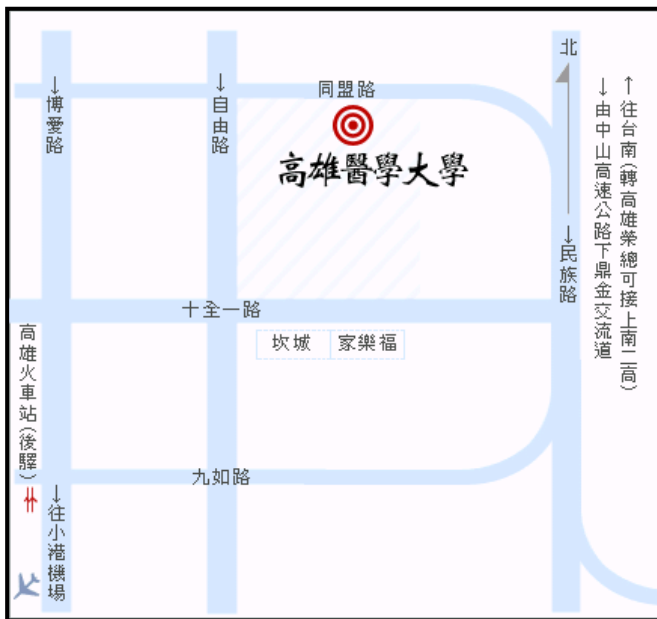 北
↓博愛路
↓自由路
同盟路
高雄醫學大學
↑往台南(轉高雄榮總可接上南二高)
↓由中山高速公路下鼎金交流道
↓民族路
十全一路
坎城
家樂福
高雄火車站(後驛)
九如路
↓往小港機場